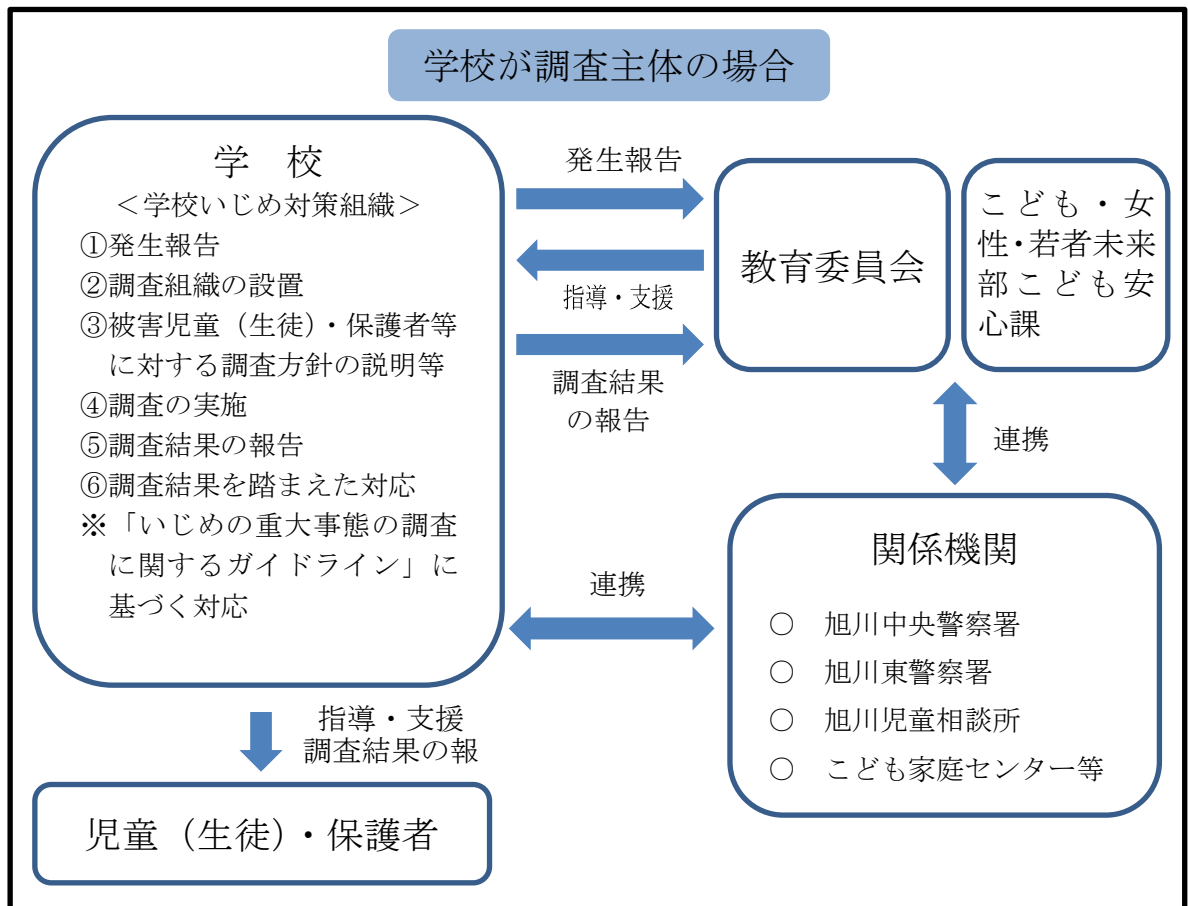 学校が調査主体の場合
学　校
＜学校いじめ対策組織＞
①発生報告
②調査組織の設置
③被害児童（生徒）・保護者等
に対する調査方針の説明等
④調査の実施
⑤調査結果の報告
⑥調査結果を踏まえた対応
※「いじめの重大事態の調査
に関するガイドライン」に
基づく対応
発生報告
指導・支援
調査結果
の報告
教育委員会
こども・女
性・若者未来
部こども安
心課
連携
連携
関係機関
○　旭川中央警察署
○　旭川東警察署
○　旭川児童相談所
○　こども家庭センター等
指導・支援
調査結果の報
児童（生徒）・保護者